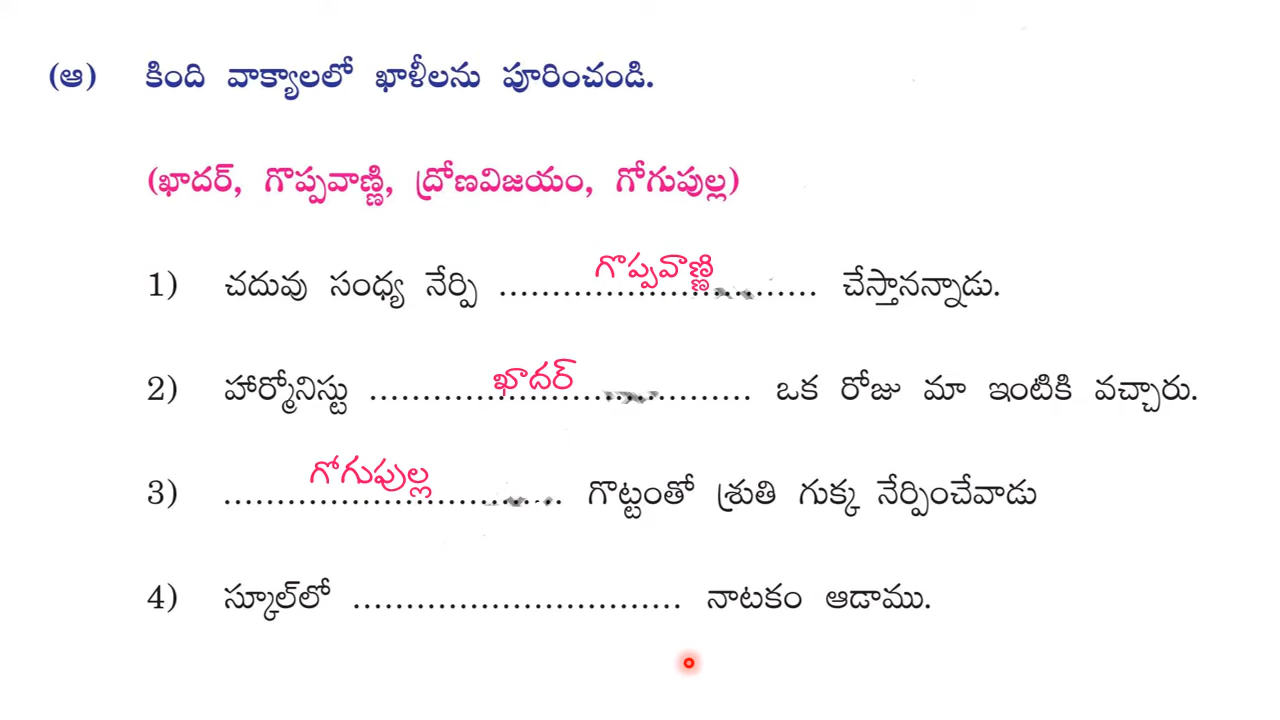 (ఆ) కింది వాక్యాలలో ఖాళీలను పూరించండి.
(ఖాదర్, గొప్పవాణ్ణి, ద్రోణవిజయం, గోగుపుల్ల)
1) చదువు సంధ్య నేర్పి ..............గొప్పవాణ్ణి.............. చేస్తానన్నాడు.
2) హార్మోనిస్టు ..............ఖాదర్.............. ఒక రోజు మా ఇంటికి వచ్చారు.
3) ..............గోగుపుల్ల.............. గొట్టంతో శ్రుతి గుక్క నేర్పించేవాడు
4) స్కూల్‌లో ............................... నాటకం ఆడాము.